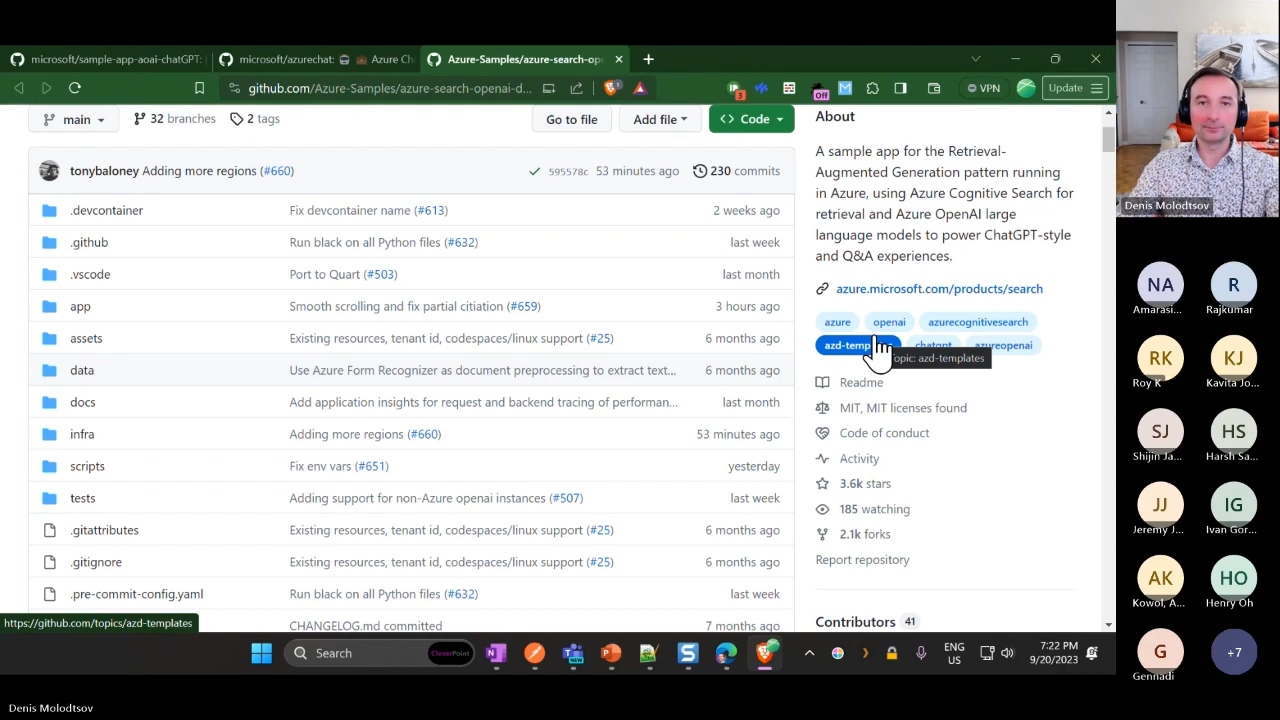 microsoft/sample-app-aoai-chatGPT:
microsoft/azurechat:
Azure Ch
Azure-Samples/azure-search-ope
github.com/Azure-Samples/azure-search-openai-d...
3
Off
VPN
Update
main
32 branches
2 tags
Go to file
Add file
Code
tonybaloney Adding more regions (#660)
595578c 53 minutes ago
230 commits
.devcontainer
Fix devcontainer name (#613)
2 weeks ago
.github
Run black on all Python files (#632)
last week
.vscode
Port to Quart (#503)
last month
app
Smooth scrolling and fix partial citiation (#659)
3 hours ago
assets
Existing resources, tenant id, codespaces/linux support (#25)
6 months ago
data
Use Azure Form Recognizer as document preprocessing to extract text...
6 months ago
docs
Add application insights for request and backend tracing of performan...
last month
infra
Adding more regions (#660)
53 minutes ago
scripts
Fix env vars (#651)
yesterday
tests
Adding support for non-Azure openai instances (#507)
last week
.gitattributes
Existing resources, tenant id, codespaces/linux support (#25)
6 months ago
.gitignore
Existing resources, tenant id, codespaces/linux support (#25)
6 months ago
.pre-commit-config.yaml
Run black on all Python files (#632)
last week
CHANGELOG.md committed
7 months ago
https://github.com/topics/azd-templates
About
A sample app for the Retrieval-
Augmented Generation pattern running
in Azure, using Azure Cognitive Search for
retrieval and Azure OpenAI large
language models to power ChatGPT-style
and Q&A experiences.
azure.microsoft.com/products/search
azure
openai
azurecognitivesearch
azd-temp
chatgpt
azureopenai
opic: azd-templates
Readme
MIT, MIT licenses found
Code of conduct
Activity
3.6k stars
185 watching
2.1k forks
Report repository
Contributors 41
Search
CleverPoint
ENG
US
7:22 PM
9/20/2023
Denis Molodtsov
NA
Amarasi...
R
Rajkumar
RK
Roy K
KJ
Kavita Jo...
SJ
Shijin Ja...
HS
Harsh Sa...
JJ
Jeremy J...
IG
Ivan Gor...
AK
Kowol, A...
HO
Henry Oh
G
Gennadi
+7
Denis Molodtsov